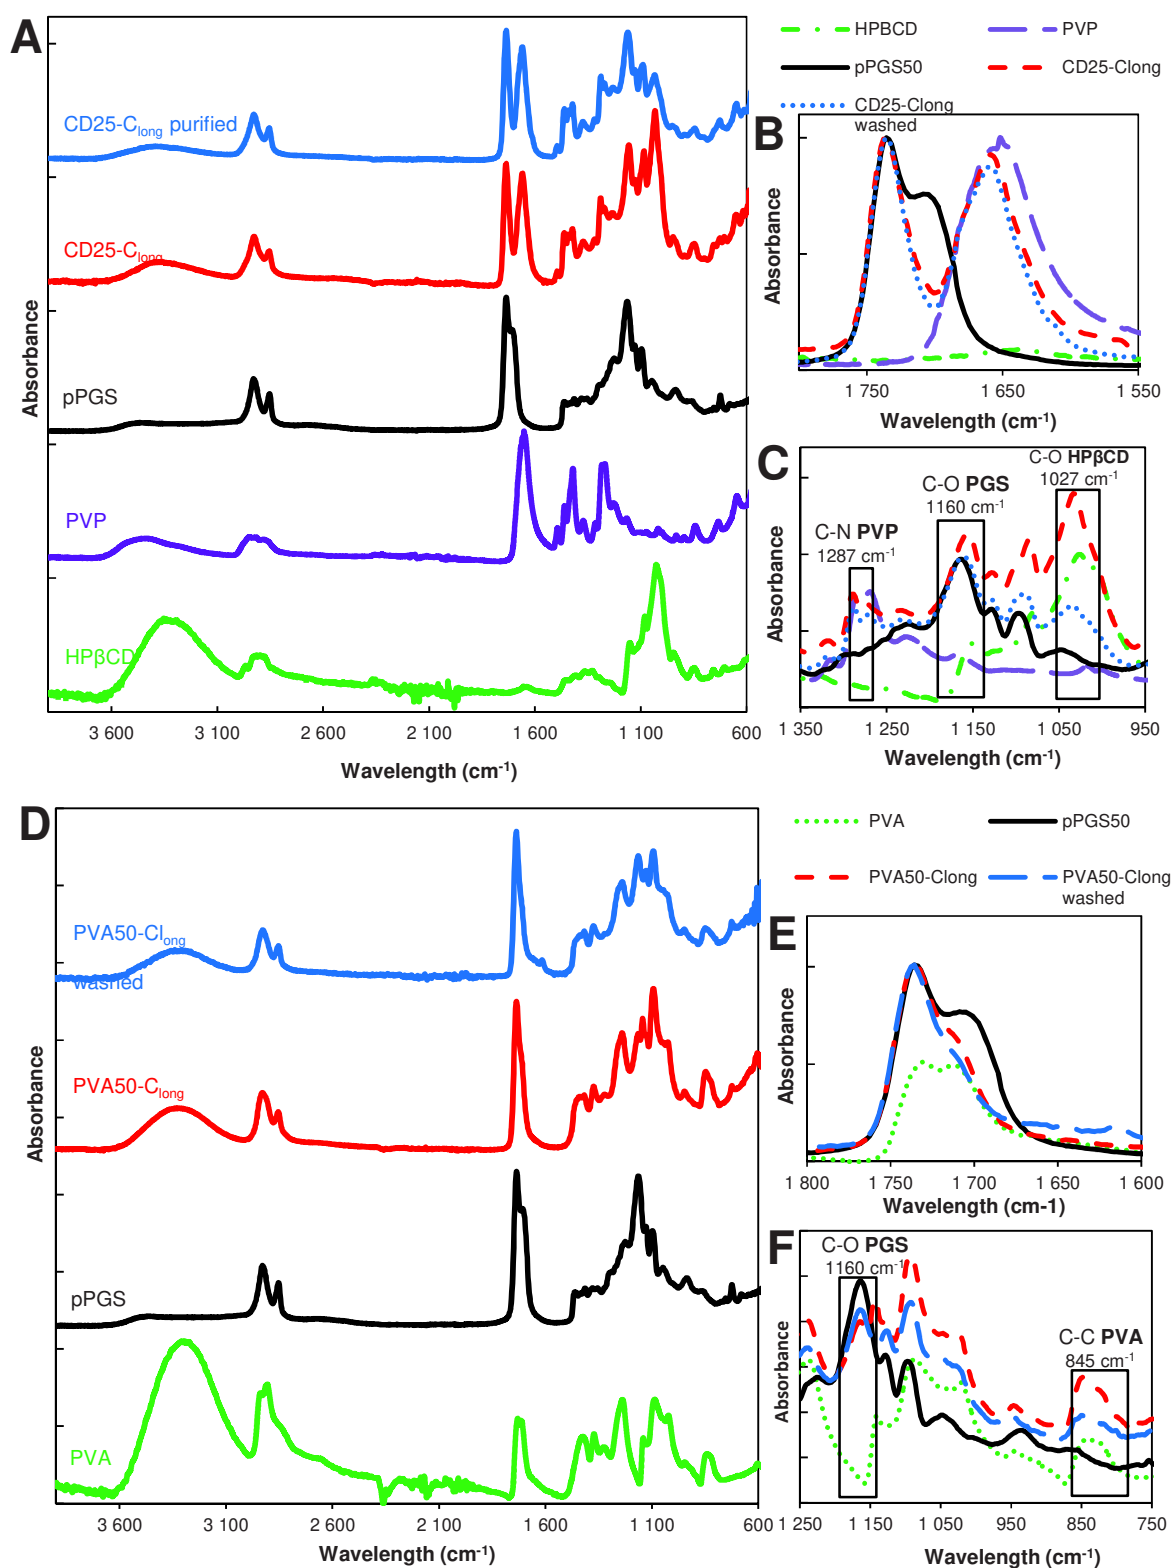 A
CD25-Clong purified
CD25-Clong
pPGS
PVP
HPβCD
Absorbance
3 600
3 100
2 600
2 100
1 600
1 100
600
Wavelength (cm-1)
HPBCD
PVP
pPGS50
CD25-Clong
CD25-Clong
washed
B
Absorbance
1 750
1 650
1 550
Wavelength (cm-1)
C
C-O HPβCD
1027 cm-1
C-O PGS
1160 cm-1
C-N PVP
1287 cm-1
Absorbance
1 350
1 250
1 150
1 050
950
Wavelength (cm-1)
D
PVA50-Clong
washed
PVA50-Clong
pPGS
PVA
Absorbance
3 600
3 100
2 600
2 100
1 600
1 100
600
Wavelength (cm-1)
PVA
pPGS50
PVA50-Clong
PVA50-Clong
washed
E
Absorbance
1 800
1 750
1 700
1 650
1 600
Wavelength (cm-1)
F
C-O PGS
1160 cm-1
C-C PVA
845 cm-1
Absorbance
1 250
1 150
1 050
950
850
750
Wavelength (cm-1)